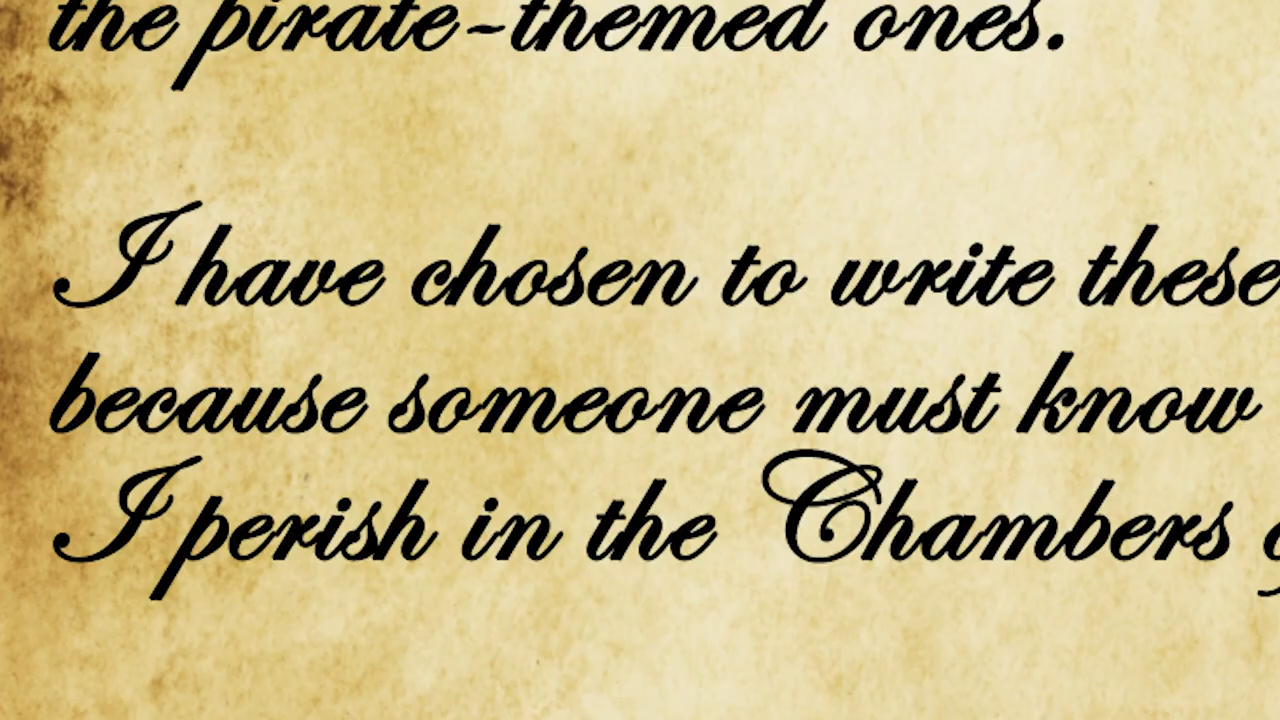 the pirate-themed ones.
I have chosen to write these
because someone must know
I perish in the Chambers